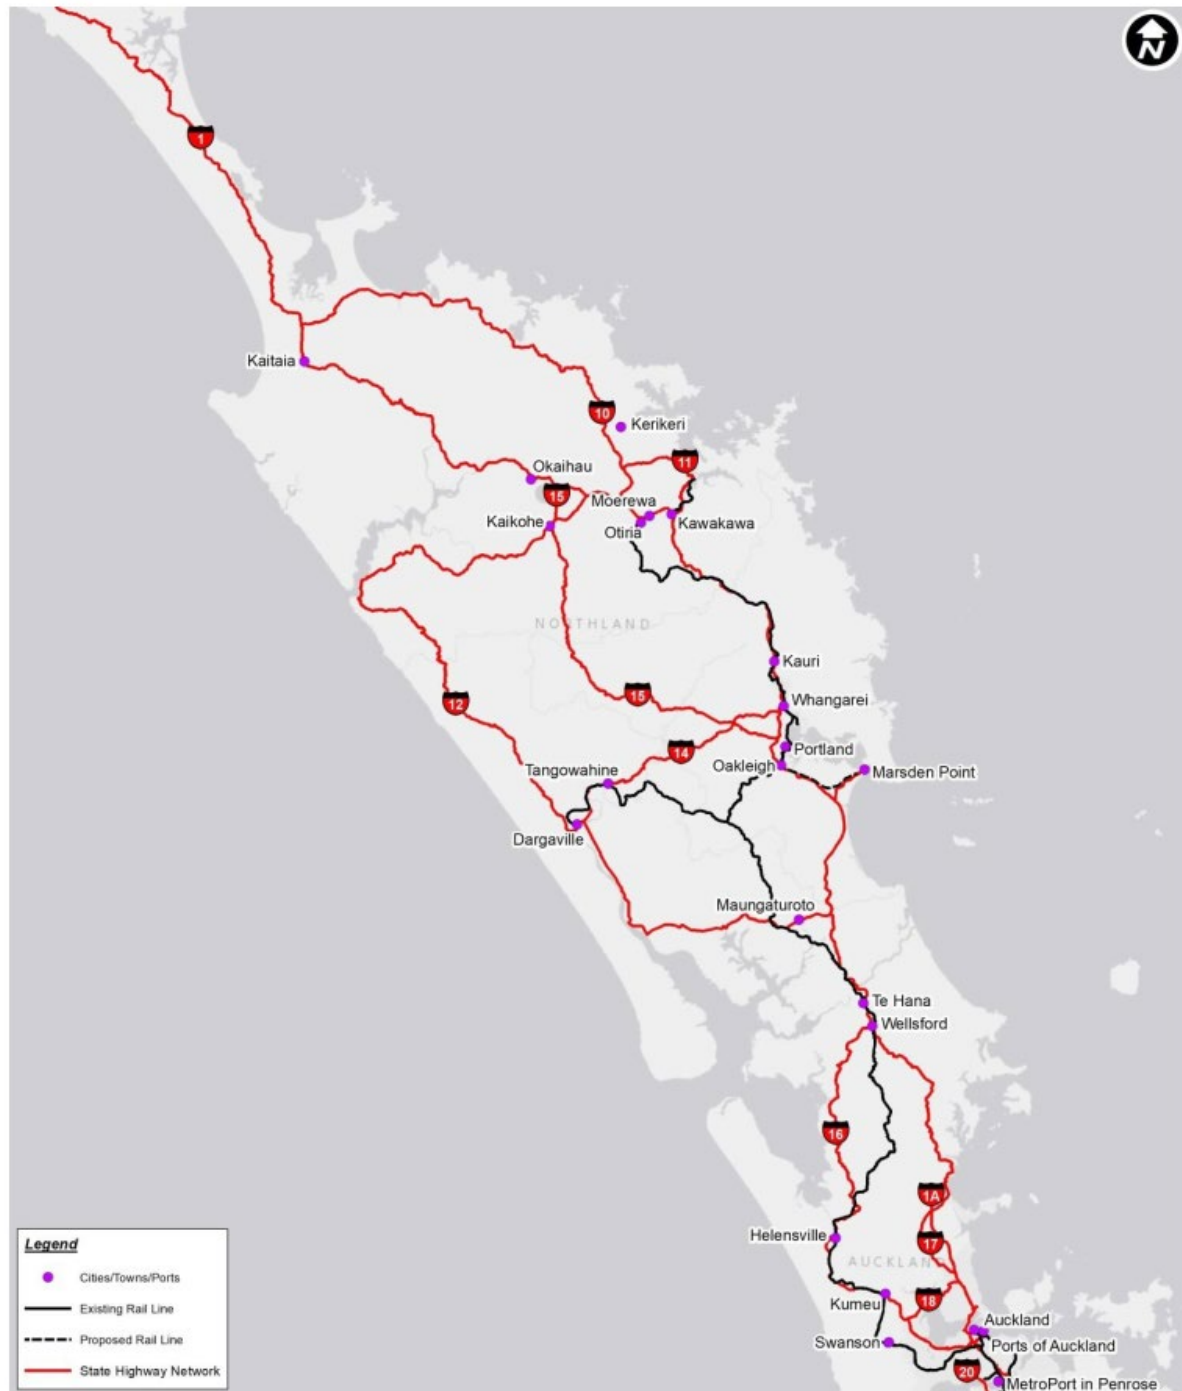 N
1
Kaitaia
10
Kerikeri
11
Okaihau
15
Moerewa
Kaikohe
Otiria
Kawakawa
NORTHLAND
Kauri
15
12
Whangarei
14
Portland
Oakleigh
Marsden Point
Tangowahine
Dargaville
Maungaturoto
Te Hana
Wellsford
16
1A
Helensville
17
AUCKLAND
18
Kumeu
Auckland
Swanson
Ports of Auckland
20
MetroPort in Penrose
Legend
Cities/Towns/Ports
Existing Rail Line
Proposed Rail Line
State Highway Network